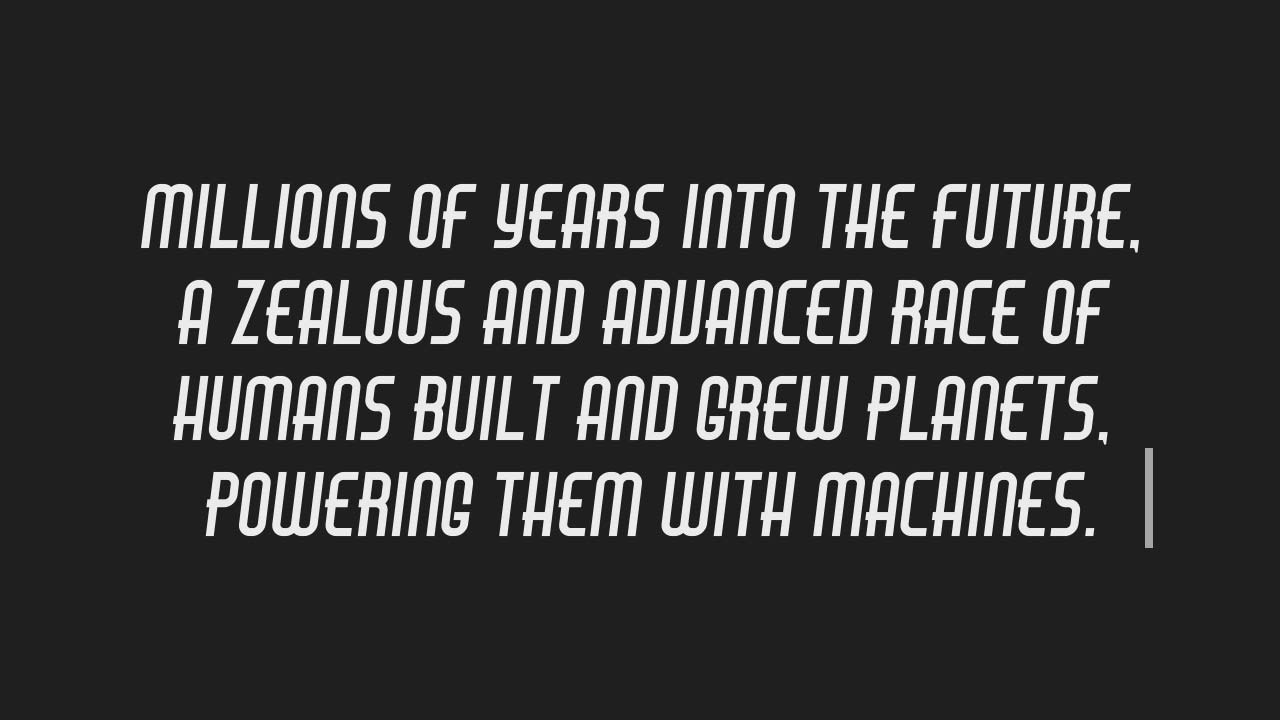 MILLIONS OF YEARS INTO THE FUTURE,
A ZEALOUS AND ADVANCED RACE OF
HUMANS BUILT AND GREW PLANETS,
POWERING THEM WITH MACHINES.